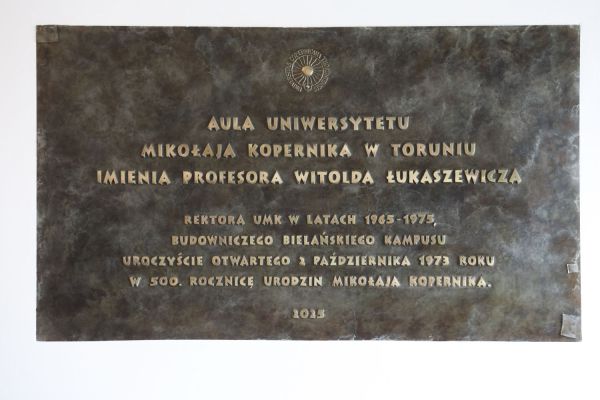 AULA UNIWERSYTETU
MIKOŁAJA KOPERNIKA W TORUNIU
IMIENIA PROFESORA WITOLDA ŁUKASZEWICZA
REKTORA UMK W LATACH 1965-1975,
BUDOWNICZEGO BIELAŃSKIEGO KAMPUSU
UROCZYŚCIE OTWARTEGO 2 PAŹDZIERNIKA 1973 ROKU
W 500. ROCZNICĘ URODZIN MIKOŁAJA KOPERNIKA.
2025